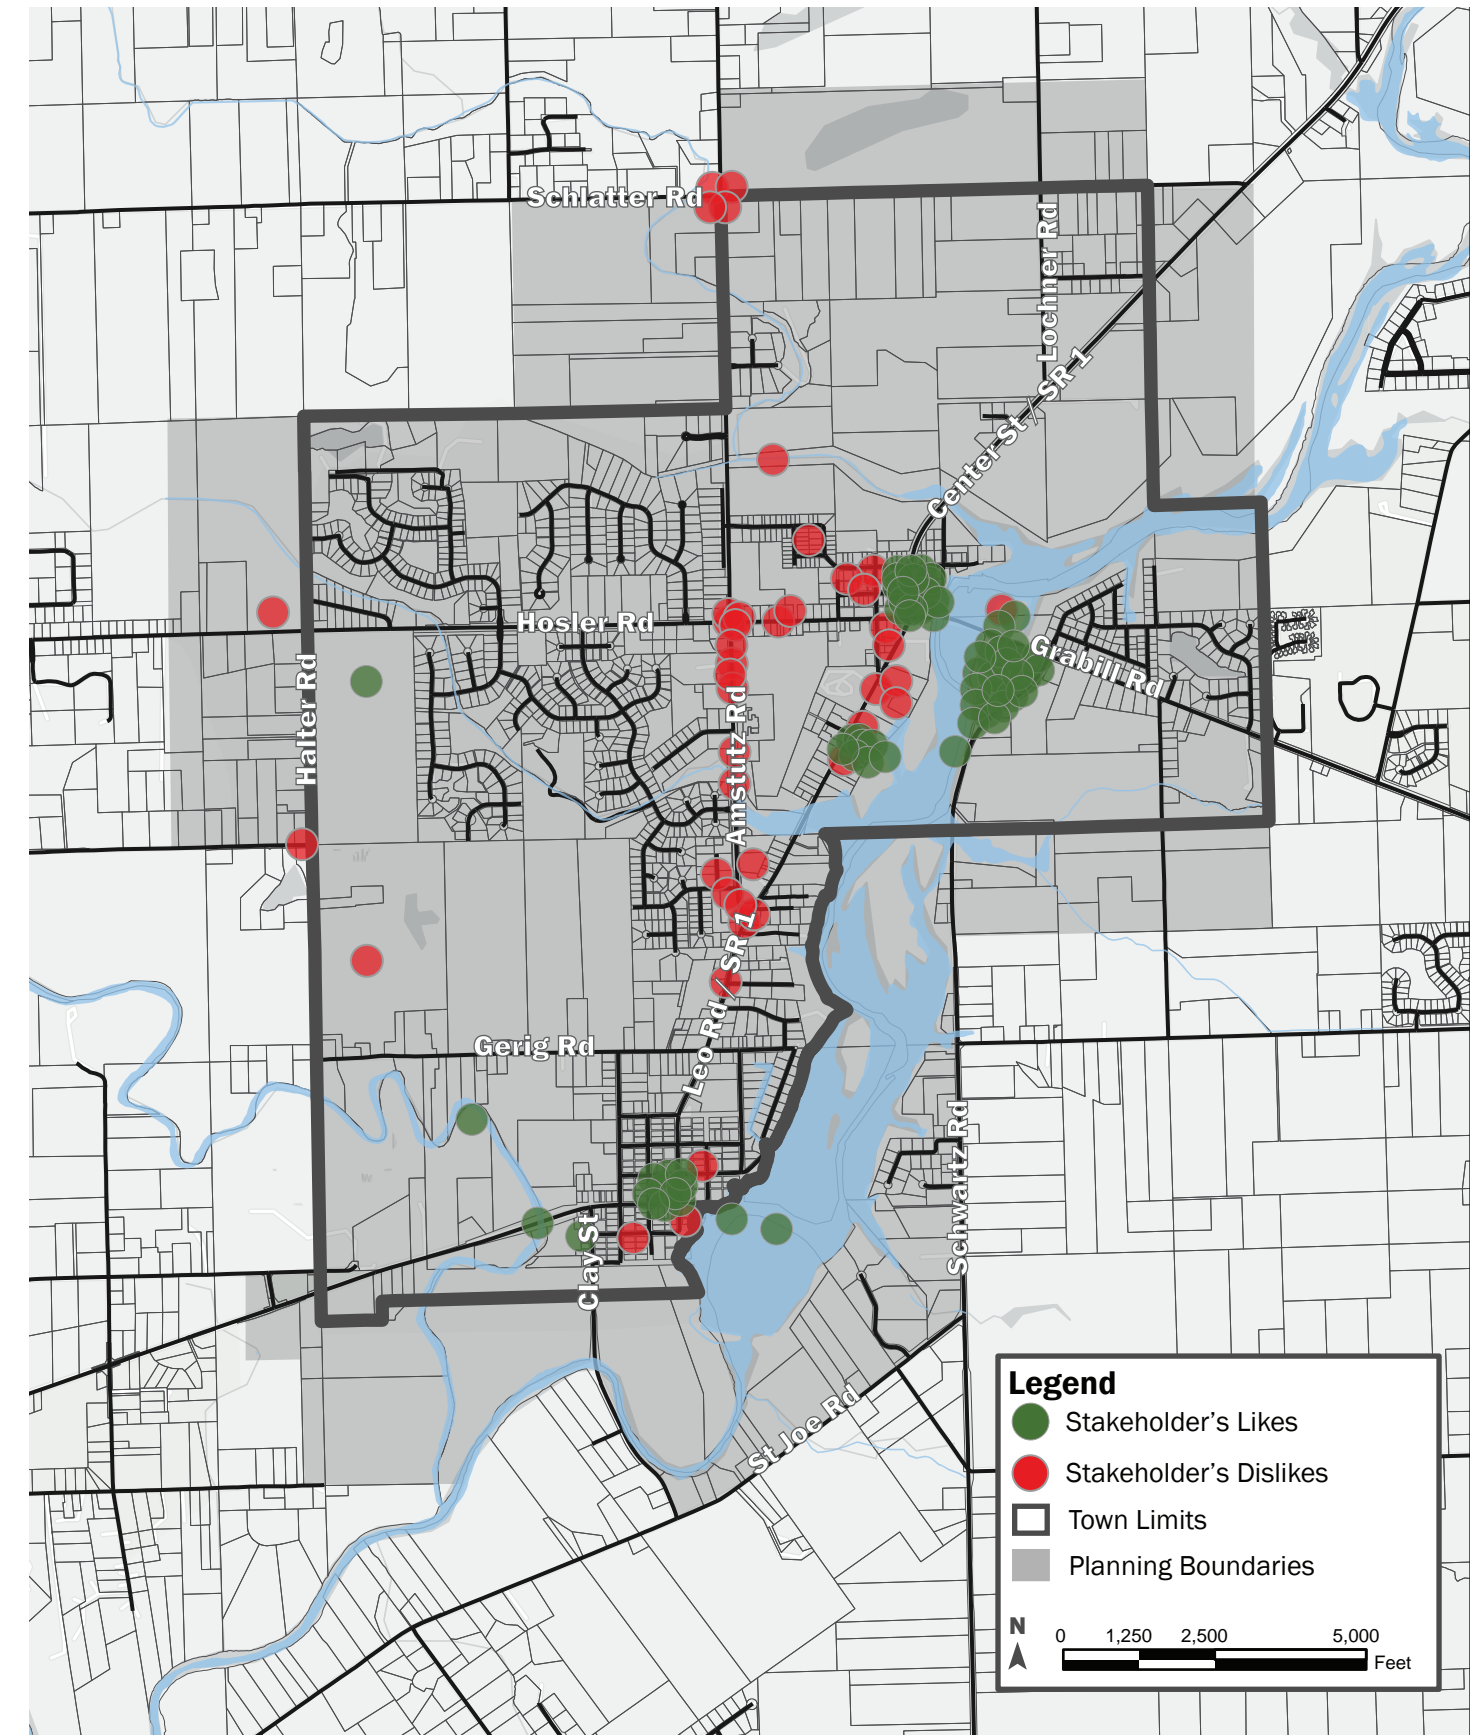 Schlatter Rd
Lochner Rd
Center St / SR 1
Hosler Rd
Grabill Rd
Halter Rd
Amstutz Rd
Leo Rd / SR 1
Gerig Rd
Schwartz Rd
Clay St
St Joe Rd
Legend
Stakeholder's Likes
Stakeholder's Dislikes
Town Limits
Planning Boundaries
N
0 1,250 2,500 5,000
Feet